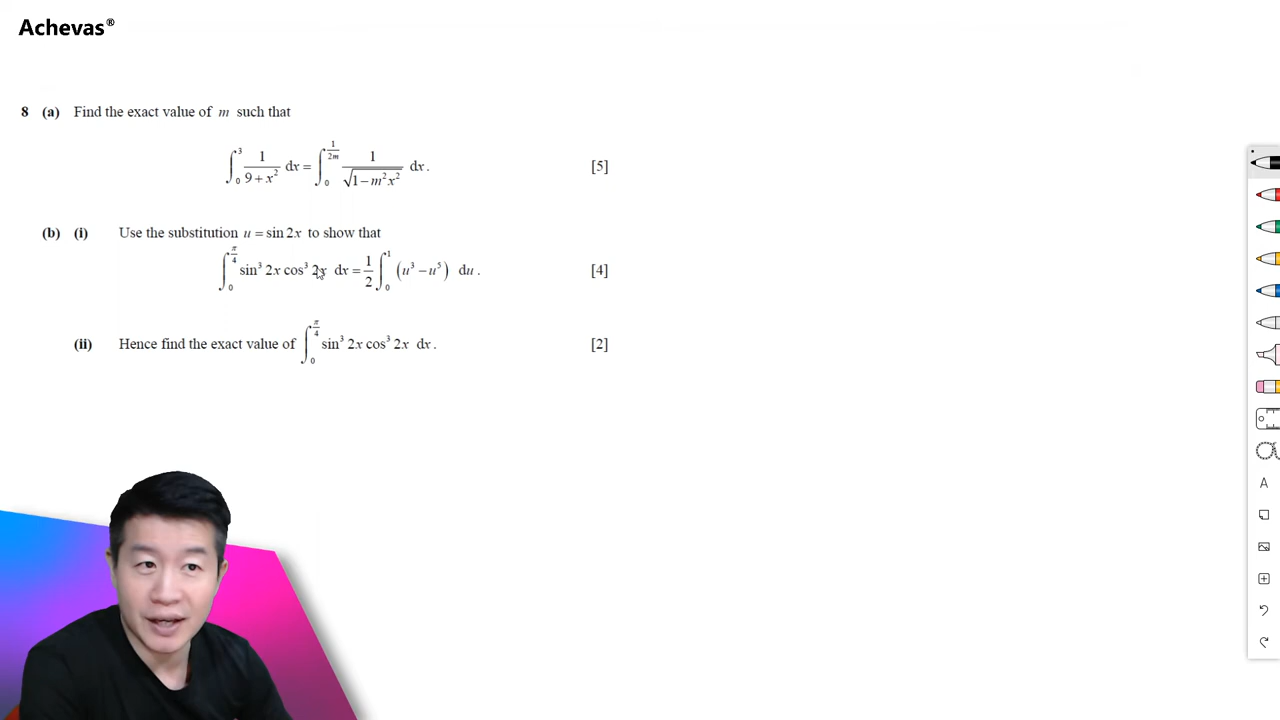 Achevas®
8 (a) Find the exact value of m such that
∫₀³ 1/(9+x²) dx = ∫₀^(1/(2m)) 1/√(1−m²x²) dx. [5]
(b) (i) Use the substitution u = sin 2x to show that
∫₀^(π/4) sin³ 2x cos³ 2x dx = 1/2 ∫₀¹ (u³ − u⁵) du. [4]
(ii) Hence find the exact value of ∫₀^(π/4) sin³ 2x cos³ 2x dx. [2]
A